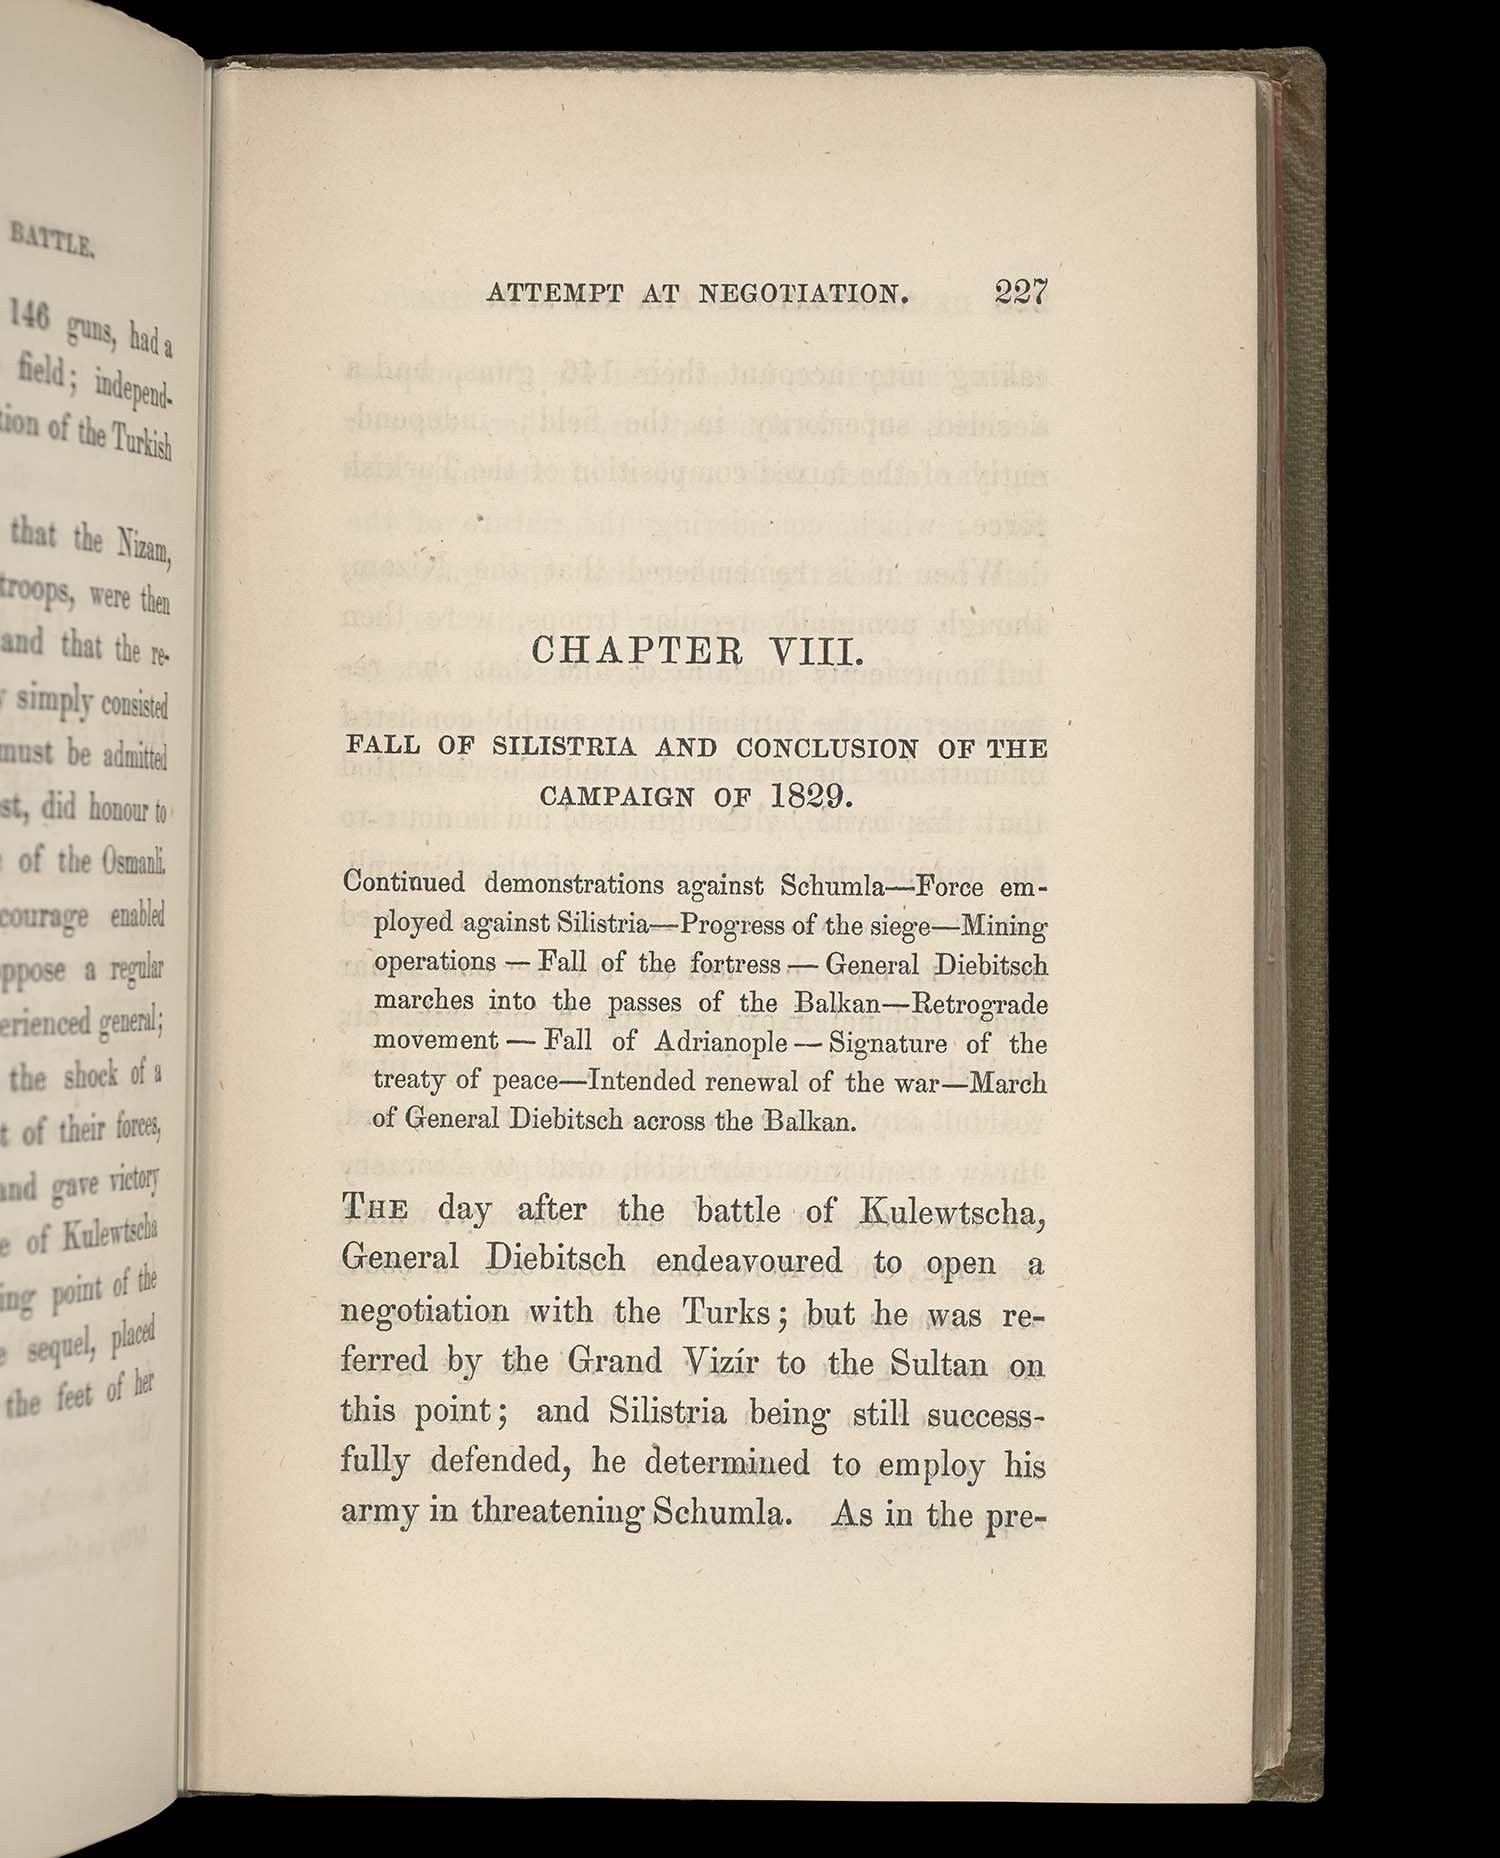 BATTLE.
146 guns, had a
field; independ-
tion of the Turkish
that the Nizam,
troops, were then
and that the re-
simply consisted
must be admitted
st, did honour to
of the Osmanli.
courage enabled
ppose a regular
erienced general;
the shock of a
t of their forces,
and gave victory
e of Kulewtscha
ing point of the
sequel, placed
the feet of her
ATTEMPT AT NEGOTIATION. 227
CHAPTER VIII.
FALL OF SILISTRIA AND CONCLUSION OF THE
CAMPAIGN OF 1829.
Continued demonstrations against Schumla—Force em-
ployed against Silistria—Progress of the siege—Mining
operations — Fall of the fortress — General Diebitsch
marches into the passes of the Balkan—Retrograde
movement — Fall of Adrianople — Signature of the
treaty of peace—Intended renewal of the war—March
of General Diebitsch across the Balkan.
THE day after the battle of Kulewtscha,
General Diebitsch endeavoured to open a
negotiation with the Turks; but he was re-
ferred by the Grand Vizír to the Sultan on
this point; and Silistria being still success-
fully defended, he determined to employ his
army in threatening Schumla. As in the pre-